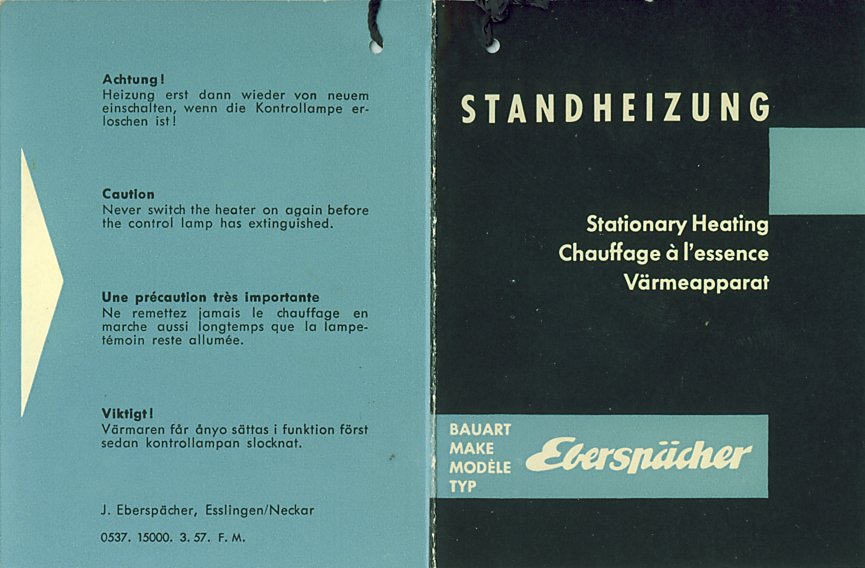 Achtung!
Heizung erst dann wieder von neuem
einschalten, wenn die Kontrollampe er-
loschen ist!
Caution
Never switch the heater on again before
the control lamp has extinguished.
Une précaution très importante
Ne remettez jamais le chauffage en
marche aussi longtemps que la lampe-
témoin reste allumée.
Viktigt!
Värmaren får ånyo sättas i funktion först
sedan kontrollampan slocknat.
J. Eberspächer, Esslingen/Neckar
0537. 15000. 3. 57. F. M.
STANDHEIZUNG
Stationary Heating
Chauffage à l'essence
Värmeapparat
BAUART
MAKE
MODÈLE
TYP
Eberspächer